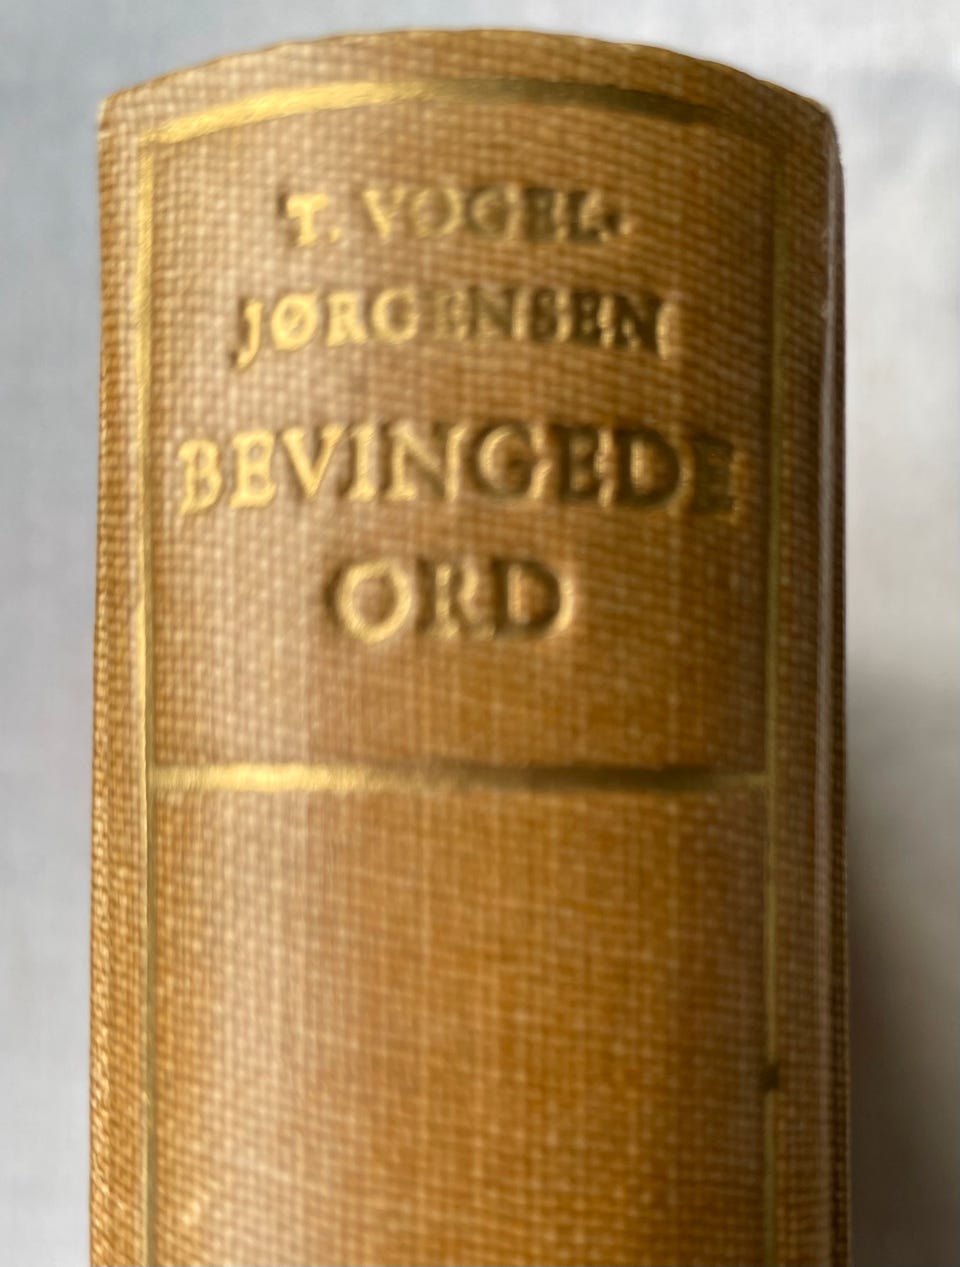 T. VOGEL-
JØRGENSEN
BEVINGEDE
ORD